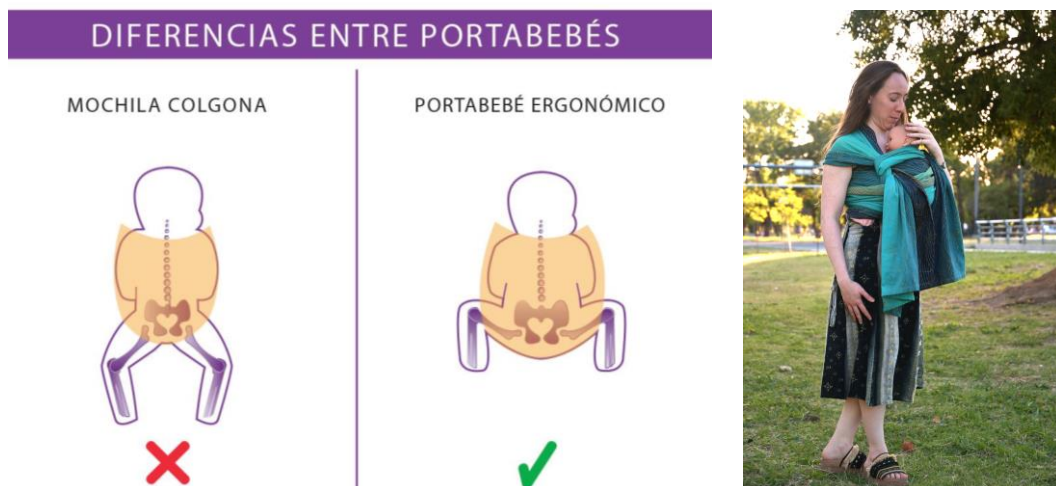 DIFERENCIAS ENTRE PORTABEBÉS
MOCHILA COLGONA
PORTABEBÉ ERGONÓMICO